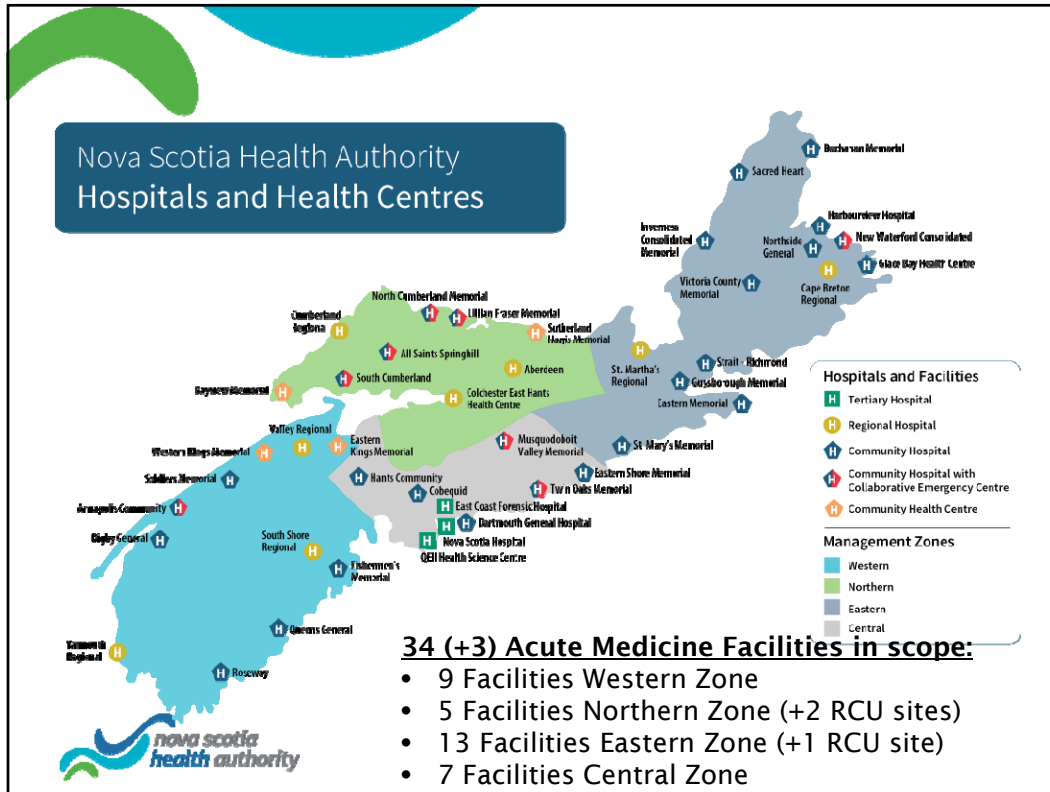 Nova Scotia Health Authority
Hospitals and Health Centres
Buchanan Memorial
Sacred Heart
Harbourview Hospital
Inverness
Consolidated
Memorial
Northside
General
New Waterford Consolidated
Glace Bay Health Centre
Victoria County
Memorial
Cape Breton
Regional
North Cumberland Memorial
Lillian Fraser Memorial
Cumberland
Regional
Sutherland
Harris Memorial
All Saints Springhill
Aberdeen
St. Martha's
Regional
Strait - Richmond
South Cumberland
Guysborough Memorial
Bayview Memorial
Colchester East Hants
Health Centre
Eastern Memorial
Valley Regional
Eastern
Kings Memorial
Musquodoboit
Valley Memorial
St. Mary's Memorial
Western Kings Memorial
Soldiers Memorial
Hants Community
Eastern Shore Memorial
Cobequid
Twin Oaks Memorial
Annapolis Community
East Coast Forensic Hospital
Digby General
Dartmouth General Hospital
South Shore
Regional
Nova Scotia Hospital
QEII Health Science Centre
Fishermen's
Memorial
Queens General
Yarmouth
Regional
Roseway
Hospitals and Facilities
H Tertiary Hospital
H Regional Hospital
H Community Hospital
H Community Hospital with
Collaborative Emergency Centre
H Community Health Centre
Management Zones
Western
Northern
Eastern
Central
34 (+3) Acute Medicine Facilities in scope:
• 9 Facilities Western Zone
• 5 Facilities Northern Zone (+2 RCU sites)
• 13 Facilities Eastern Zone (+1 RCU site)
• 7 Facilities Central Zone
nova scotia
health authority